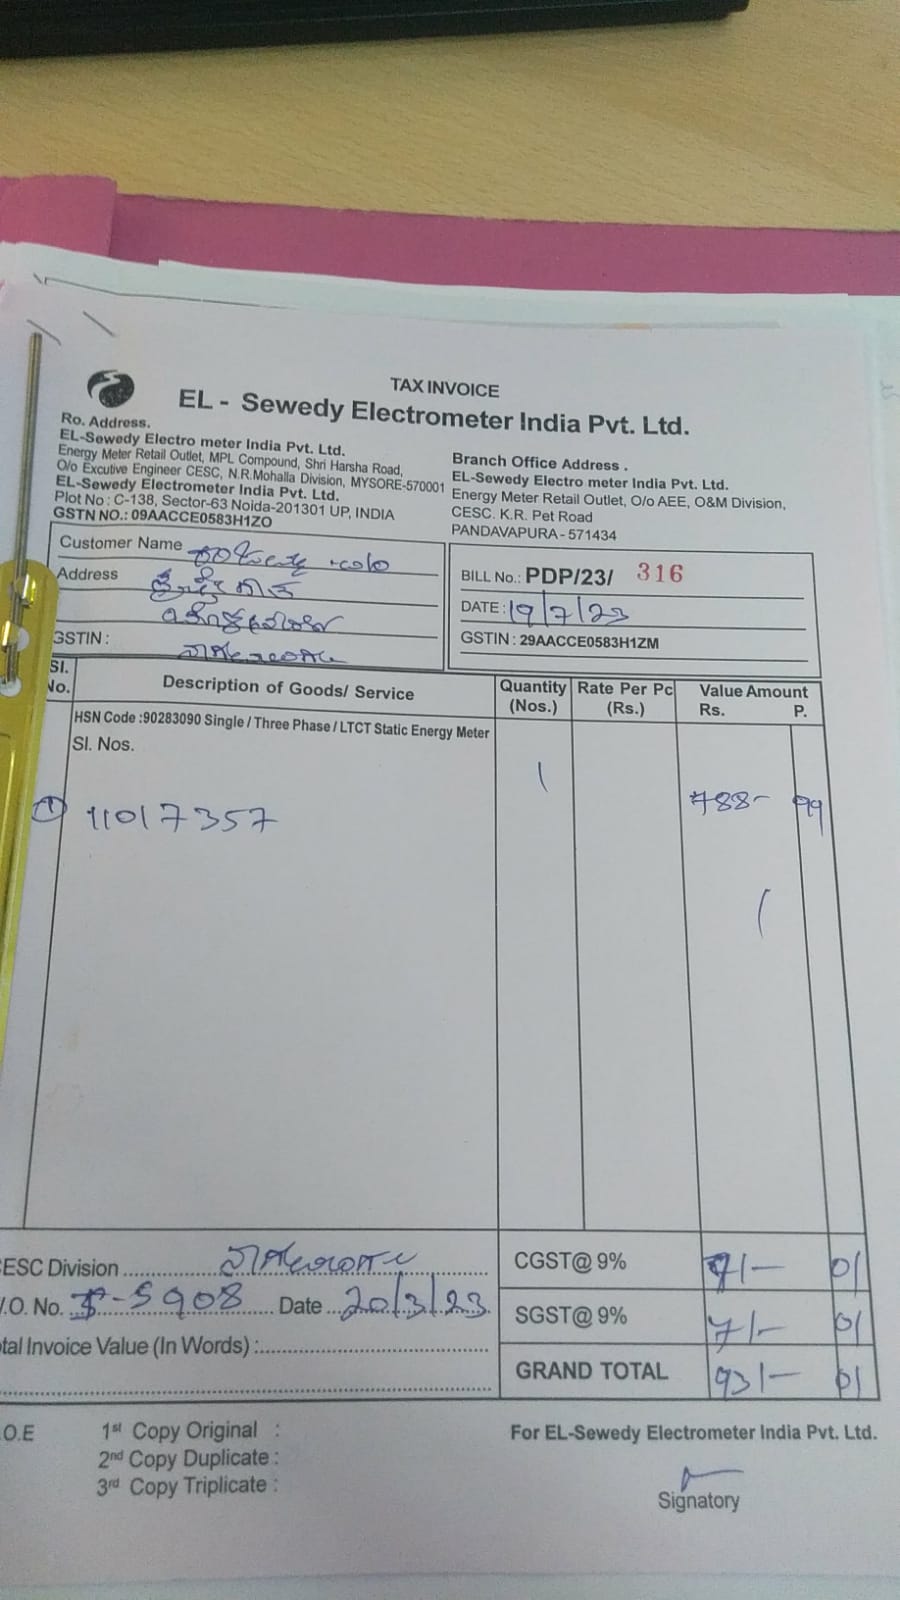 TAX INVOICE
EL - Sewedy Electrometer India Pvt. Ltd.
Ro. Address.
EL-Sewedy Electro meter India Pvt. Ltd.
Energy Meter Retail Outlet, MPL Compound, Shri Harsha Road,
O/o Excutive Engineer CESC, N.R.Mohalla Division, MYSORE-570001
EL-Sewedy Electrometer India Pvt. Ltd.
Plot No : C-138, Sector-63 Noida-201301 UP, INDIA
GSTN NO.: 09AACCE0583H1ZO
Branch Office Address .
EL-Sewedy Electro meter India Pvt. Ltd.
Energy Meter Retail Outlet, O/o AEE, O&M Division,
CESC. K.R. Pet Road
PANDAVAPURA - 571434
Customer Name
Address
GSTIN :
BILL No.: PDP/23/ 316
DATE : 19/7/23
GSTIN : 29AACCE0583H1ZM
Sl. No. Description of Goods/ Service Quantity (Nos.) Rate Per Pc (Rs.) Value Amount Rs. P.
HSN Code :90283090 Single / Three Phase / LTCT Static Energy Meter
Sl. Nos.
1 11017357 1 788- 99
CESC Division
CGST@ 9% 71/- 01
.O. No. -5908 Date 20/3/23
SGST@ 9% 71/- 01
tal Invoice Value (In Words) :
GRAND TOTAL 931/- 01
.O.E
1st Copy Original :
2nd Copy Duplicate :
3rd Copy Triplicate :
For EL-Sewedy Electrometer India Pvt. Ltd.
Signatory